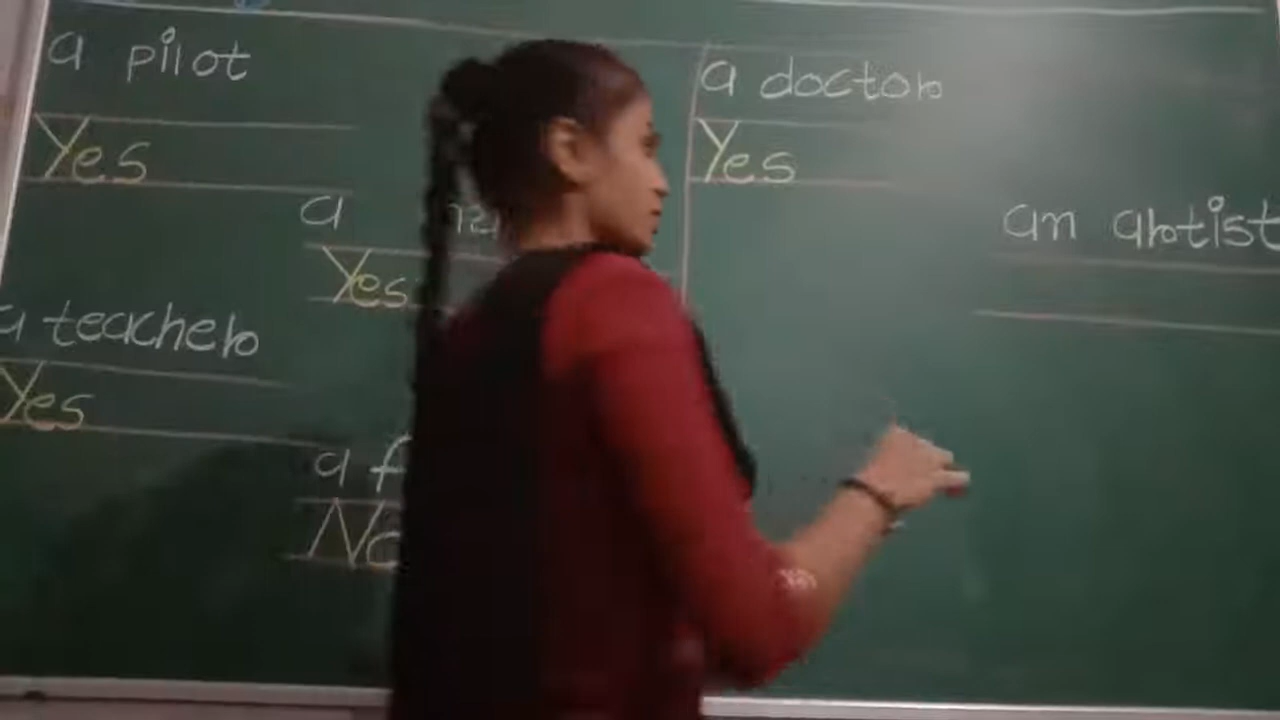 a pilot
Yes
a doctor
Yes
a
Yes
an artist
a teacher
Yes
a
No